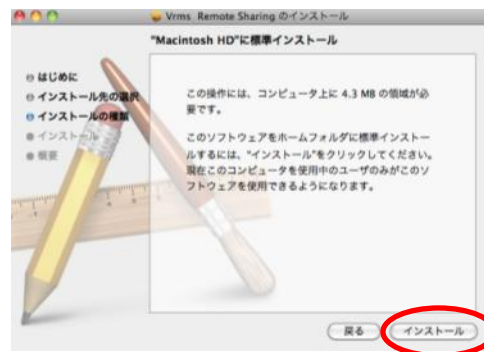 Vrms Remote Sharing のインストール
"Macintosh HD"に標準インストール
はじめに
インストール先の選択
インストールの種類
インストール
概要
この操作には、コンピュータ上に 4.3 MB の領域が必
要です。
このソフトウェアをホームフォルダに標準インストー
ルするには、"インストール"をクリックしてください。
現在このコンピュータを使用中のユーザのみがこのソ
フトウェアを使用できるようになります。
戻る
インストール